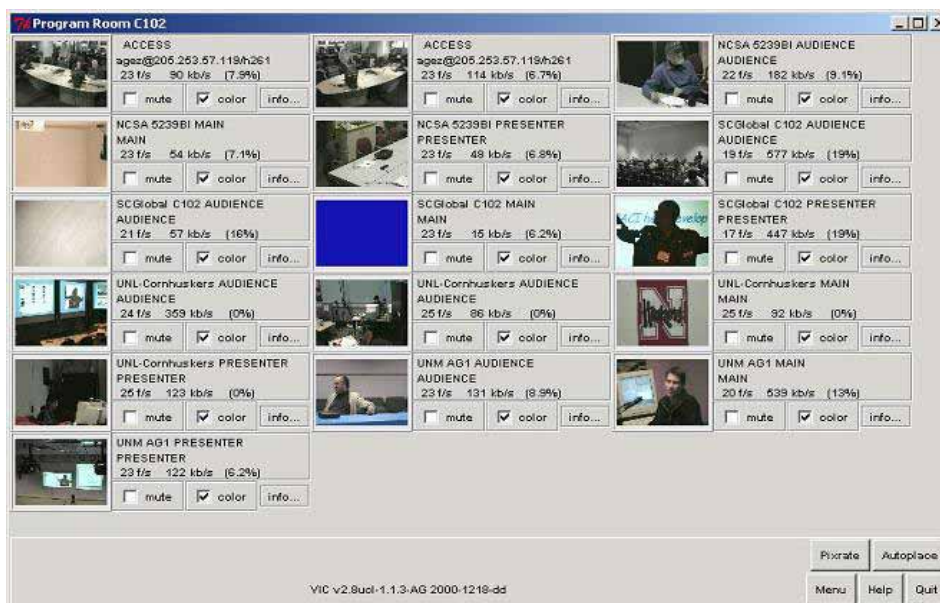 Program Room C102
ACCESS
agez@205.253.57.119/h261
23 f/s 90 kb/s (7.9%)
mute color info...
ACCESS
agez@205.253.57.119/h261
23 f/s 114 kb/s (6.7%)
mute color info...
NCSA 5239BI AUDIENCE
AUDIENCE
22 f/s 182 kb/s (9.1%)
mute color info...
NCSA 5239BI MAIN
MAIN
23 f/s 54 kb/s (7.1%)
mute color info...
NCSA 5239BI PRESENTER
PRESENTER
23 f/s 48 kb/s (6.8%)
mute color info...
SCGlobal C102 AUDIENCE
AUDIENCE
19 f/s 577 kb/s (19%)
mute color info...
SCGlobal C102 AUDIENCE
AUDIENCE
21 f/s 57 kb/s (16%)
mute color info...
SCGlobal C102 MAIN
MAIN
23 f/s 15 kb/s (6.2%)
mute color info...
SCGlobal C102 PRESENTER
PRESENTER
17 f/s 447 kb/s (19%)
mute color info...
UNL-Cornhuskers AUDIENCE
AUDIENCE
24 f/s 359 kb/s (0%)
mute color info...
UNL-Cornhuskers AUDIENCE
AUDIENCE
25 f/s 86 kb/s (0%)
mute color info...
N
UNL-Cornhuskers MAIN
MAIN
25 f/s 92 kb/s (0%)
mute color info...
UNL-Cornhuskers PRESENTER
PRESENTER
25 f/s 123 kb/s (0%)
mute color info...
UNM AG1 AUDIENCE
AUDIENCE
23 f/s 131 kb/s (8.9%)
mute color info...
UNM AG1 MAIN
MAIN
20 f/s 539 kb/s (13%)
mute color info...
UNM AG1 PRESENTER
PRESENTER
23 f/s 122 kb/s (6.2%)
mute color info...
Pixrate Autoplace
VIC v2.8ucl-1.1.3-AG 2000-1218-dd
Menu Help Quit